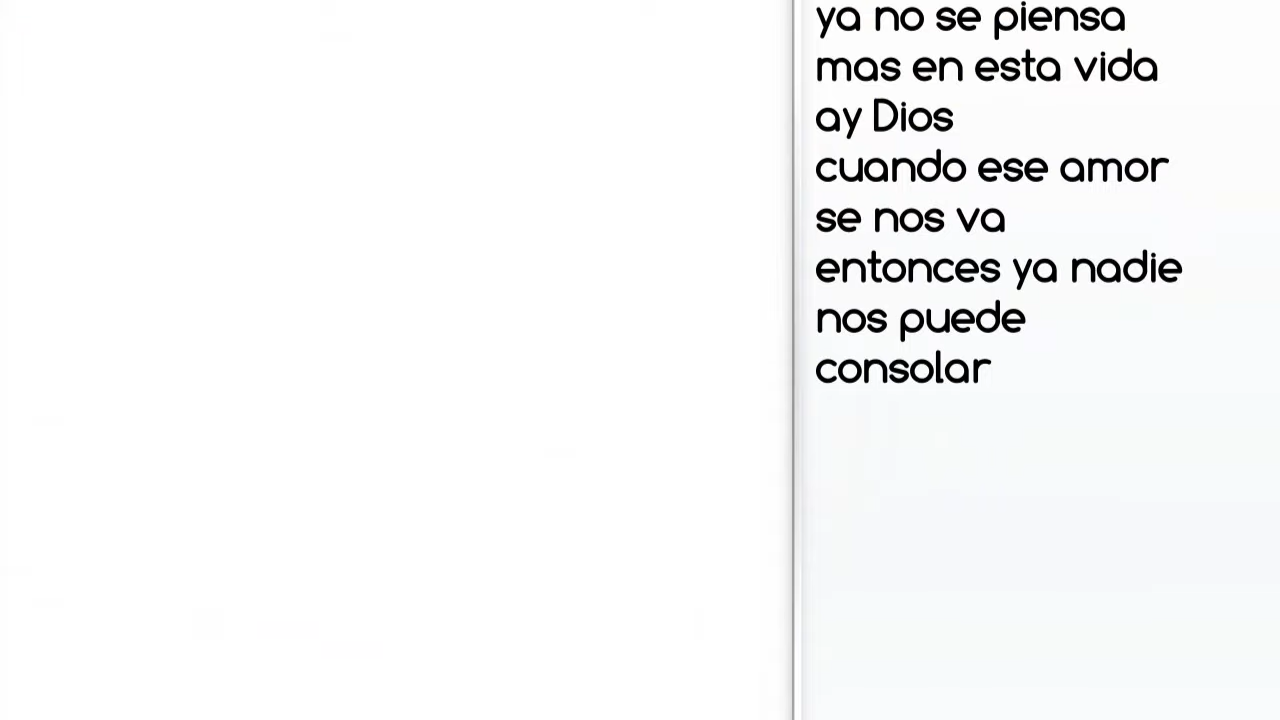 ya no se piensa
mas en esta vida
ay Dios
cuando ese amor
se nos va
entonces ya nadie
nos puede
consolar